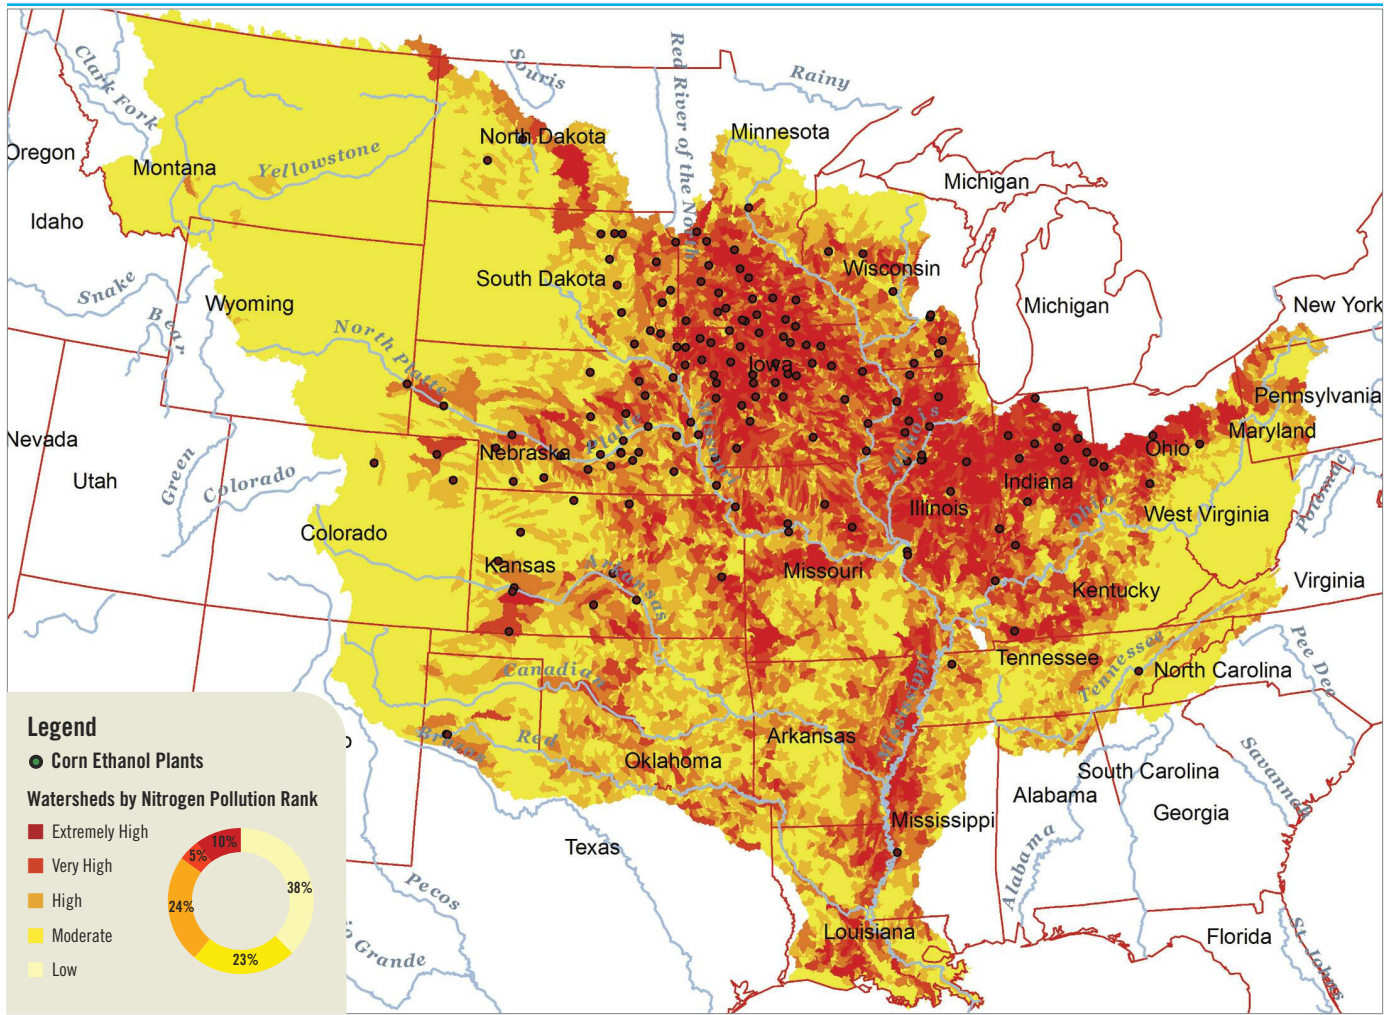 Clark Fork
Souris
Red River of the North
Rainy
Oregon
Montana
Yellowstone
North Dakota
Minnesota
Michigan
Idaho
Snake
Bear
Wyoming
North Platte
South Dakota
Wisconsin
Michigan
New York
Iowa
Nevada
Utah
Green
Colorado
Nebraska
Platte
Missouri
Illinois
Pennsylvania
Maryland
Ohio
Indiana
Illinois
Ohio
West Virginia
Potomac
Colorado
Kansas
Arkansas
Missouri
Kentucky
Virginia
Canadian
Mississippi
Tennessee
Tennessee
North Carolina
Pee Dee
Brazos
Red
Oklahoma
Arkansas
South Carolina
Savannah
Alabama
Georgia
Mississippi
Texas
Alabama
Pecos
o Grande
Louisiana
Florida
St. Johns
Legend
Corn Ethanol Plants
Watersheds by Nitrogen Pollution Rank
Extremely High
Very High
High
Moderate
Low
10%
5%
38%
24%
23%